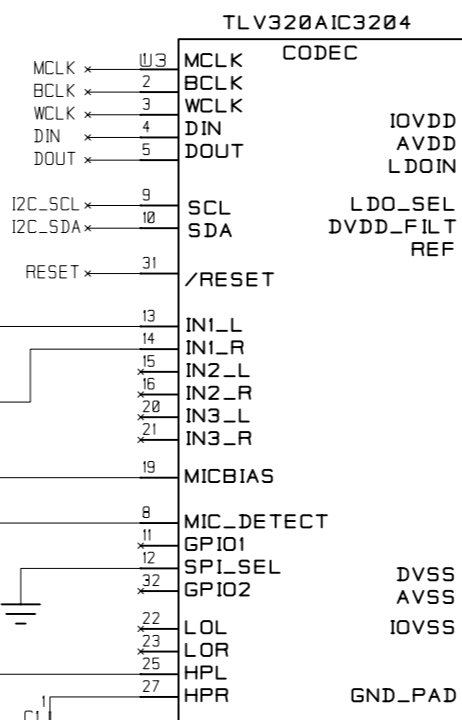 TLV320AIC3204
CODEC
MCLK U3 MCLK
BCLK 2 BCLK
WCLK 3 WCLK
DIN 4 DIN IOVDD
DOUT 5 DOUT AVDD
LDOIN
I2C_SCL 9 SCL LDO_SEL
I2C_SDA 10 SDA DVDD_FILT
REF
RESET 31 /RESET
13 IN1_L
14 IN1_R
15 IN2_L
16 IN2_R
20 IN3_L
21 IN3_R
19 MICBIAS
8 MIC_DETECT
11 GPIO1
12 SPI_SEL DVSS
32 GPIO2 AVSS
22 LOL IOVSS
23 LOR
25 HPL
27 HPR GND_PAD
1